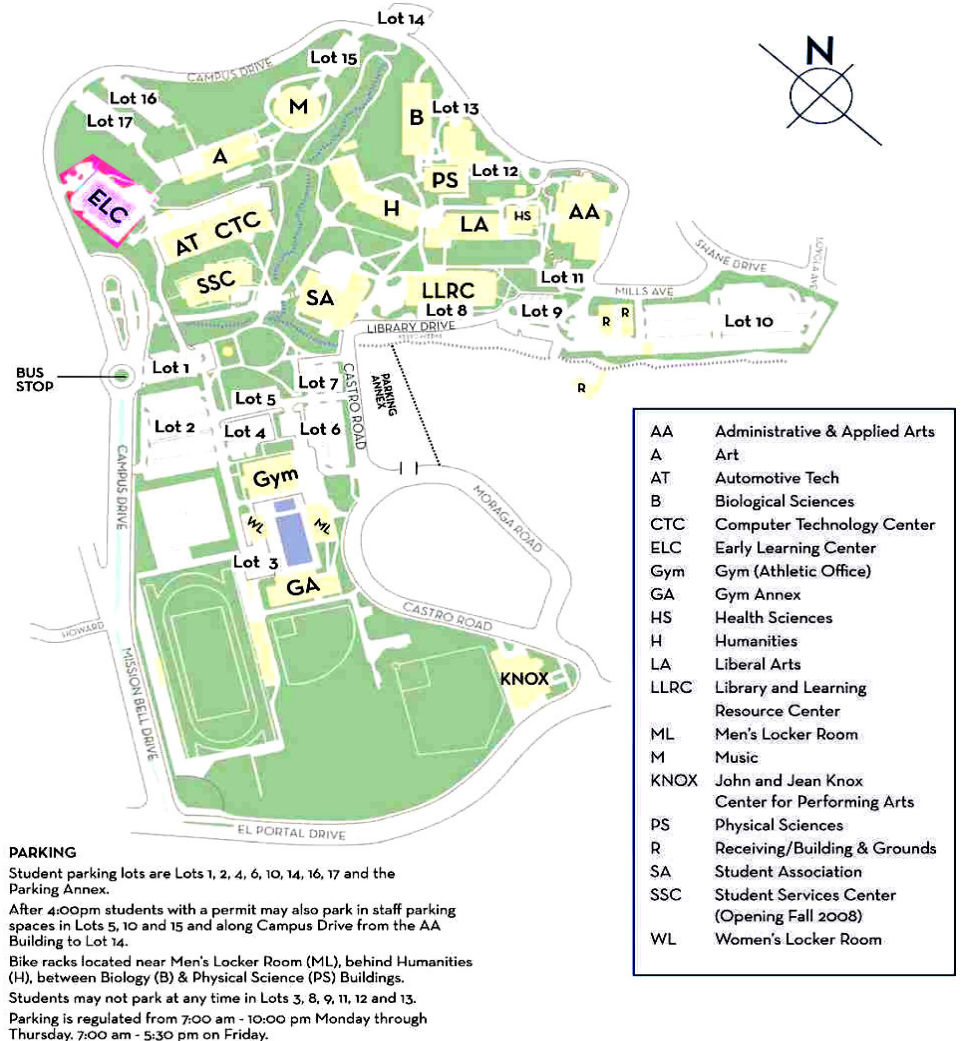 Lot 14
N
Lot 15
CAMPUS DRIVE
Lot 16
Lot 17
M
B
Lot 13
A
PS
Lot 12
ELC
H
LA
HS
AA
AT
CTC
SSC
SA
LLRC
Lot 8
Lot 11
SHANE DRIVE
LOYOLA AVE
MILLS AVE
Lot 9
R
R
Lot 10
LIBRARY DRIVE
BUS
STOP
Lot 1
Lot 7
CASTRO ROAD
PARKING
ANNEX
R
Lot 5
Lot 2
Lot 4
Lot 6
CAMPUS DRIVE
Gym
MORAGA ROAD
WL
ML
Lot 3
GA
CASTRO ROAD
HOWARD
MISSION BELL DRIVE
KNOX
EL PORTAL DRIVE
AA Administrative & Applied Arts
A Art
AT Automotive Tech
B Biological Sciences
CTC Computer Technology Center
ELC Early Learning Center
Gym Gym (Athletic Office)
GA Gym Annex
HS Health Sciences
H Humanities
LA Liberal Arts
LLRC Library and Learning
Resource Center
ML Men's Locker Room
M Music
KNOX John and Jean Knox
Center for Performing Arts
PS Physical Sciences
R Receiving/Building & Grounds
SA Student Association
SSC Student Services Center
(Opening Fall 2008)
WL Women's Locker Room
PARKING
Student parking lots are Lots 1, 2, 4, 6, 10, 14, 16, 17 and the
Parking Annex.
After 4:00pm students with a permit may also park in staff parking
spaces in Lots 5, 10 and 15 and along Campus Drive from the AA
Building to Lot 14.
Bike racks located near Men's Locker Room (ML), behind Humanities
(H), between Biology (B) & Physical Science (PS) Buildings.
Students may not park at any time in Lots 3, 8, 9, 11, 12 and 13.
Parking is regulated from 7:00 am - 10:00 pm Monday through
Thursday, 7:00 am - 5:30 pm on Friday.